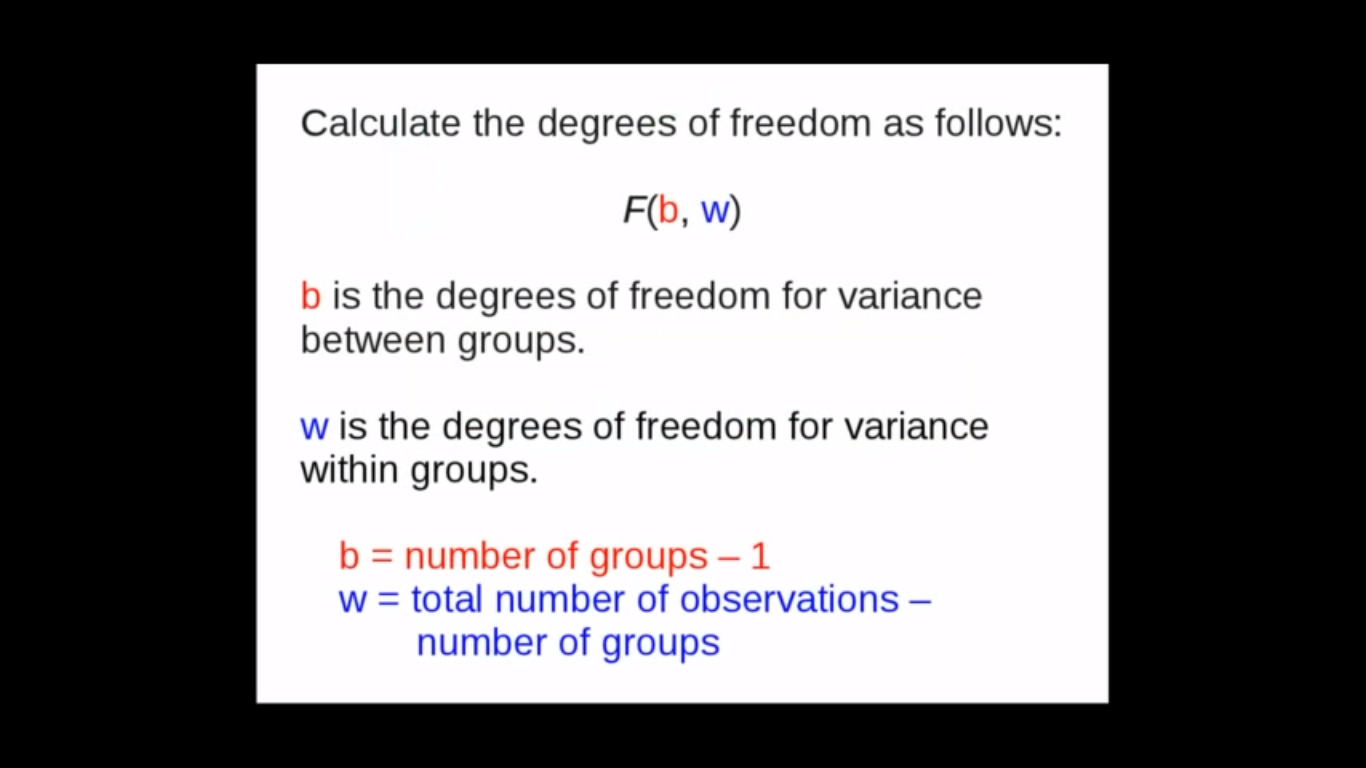 Calculate the degrees of freedom as follows:
F(b, w)
b is the degrees of freedom for variance
between groups.
w is the degrees of freedom for variance
within groups.
b = number of groups – 1
w = total number of observations –
number of groups